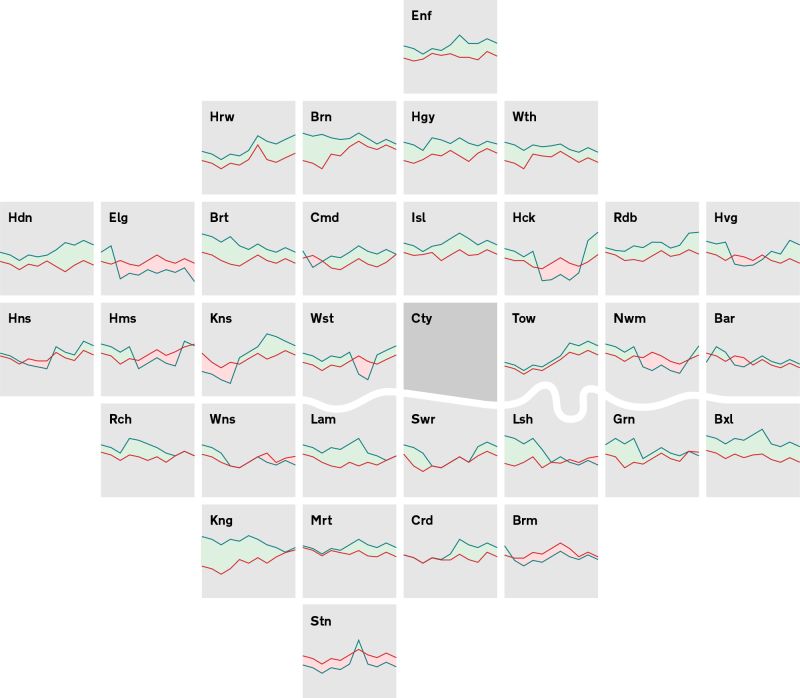 Enf
Hrw Brn Hgy Wth
Hdn Elg Brt Cmd Isl Hck Rdb Hvg
Hns Hms Kns Wst Cty Tow Nwm Bar
Rch Wns Lam Swr Lsh Grn Bxl
Kng Mrt Crd Brm
Stn